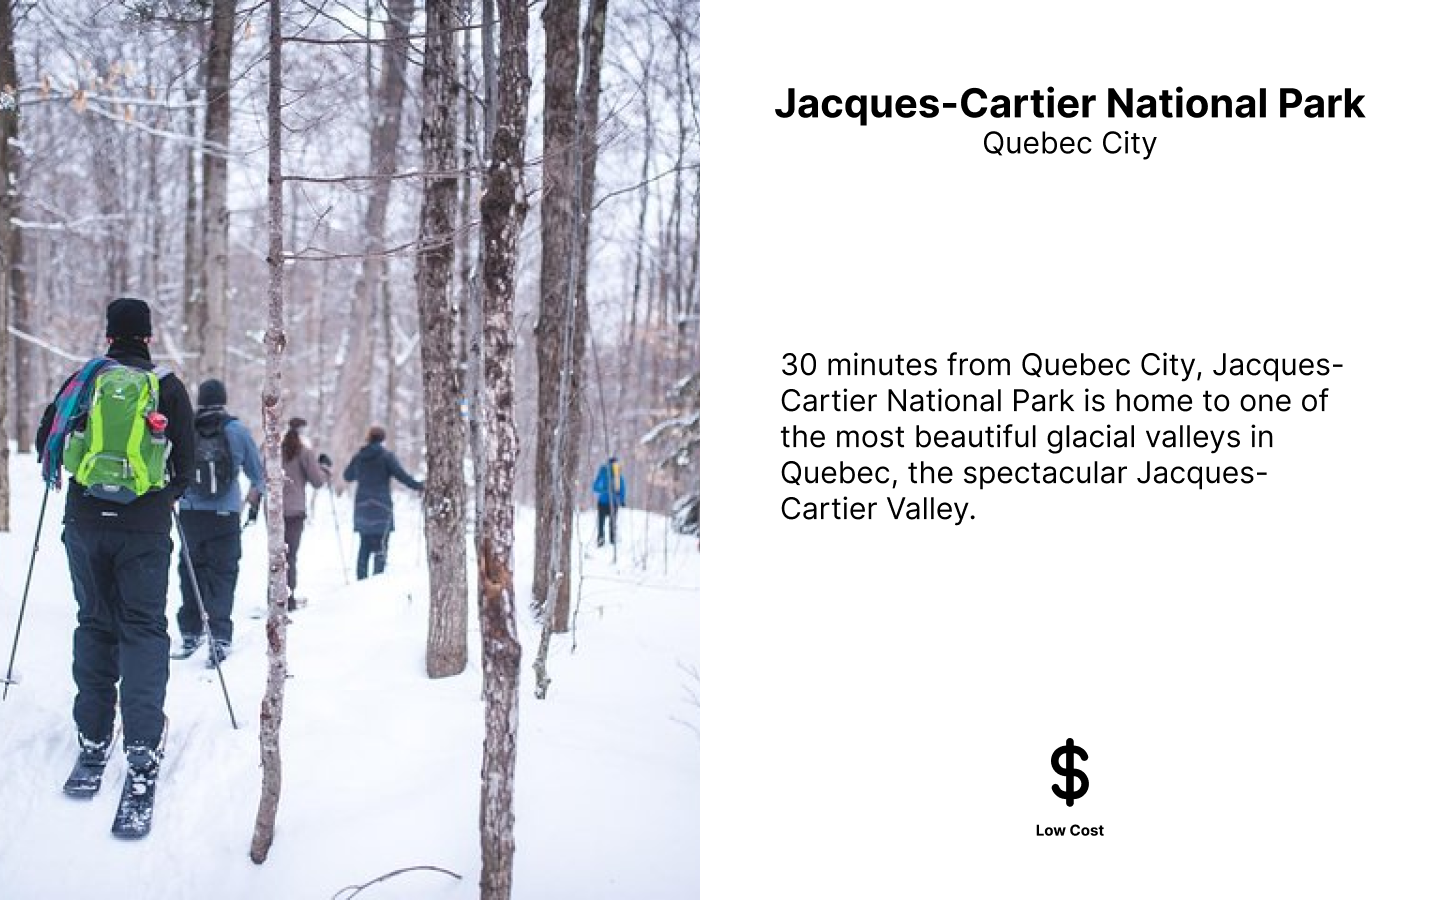 Jacques-Cartier National Park
Quebec City
30 minutes from Quebec City, Jacques-
Cartier National Park is home to one of
the most beautiful glacial valleys in
Quebec, the spectacular Jacques-
Cartier Valley.
$
Low Cost